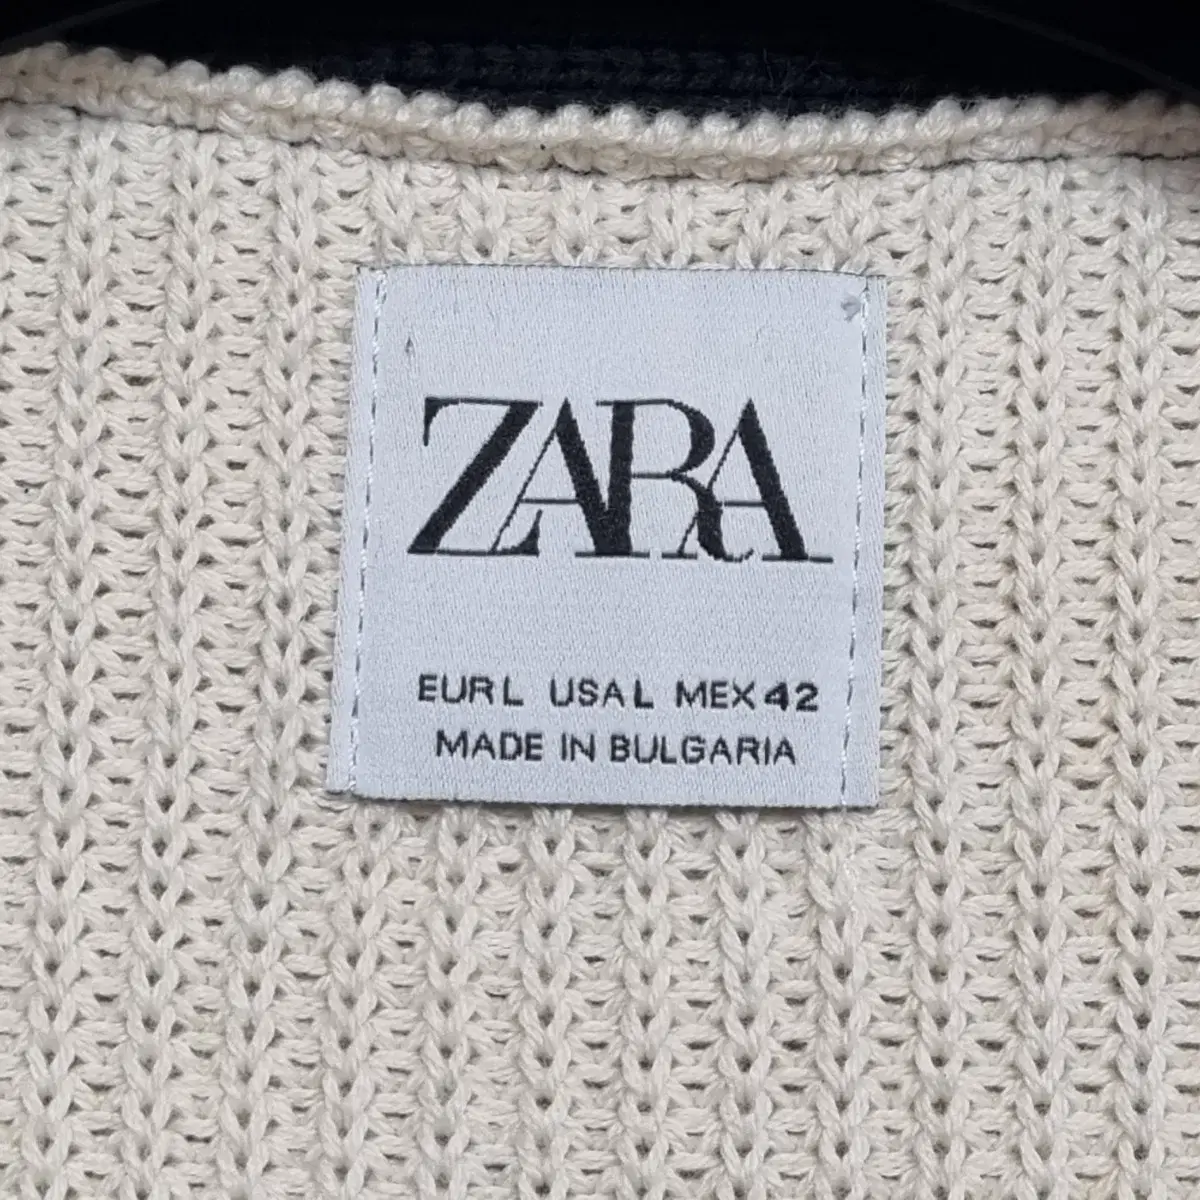 ZARA
EUR L USA L MEX 42
MADE IN BULGARIA